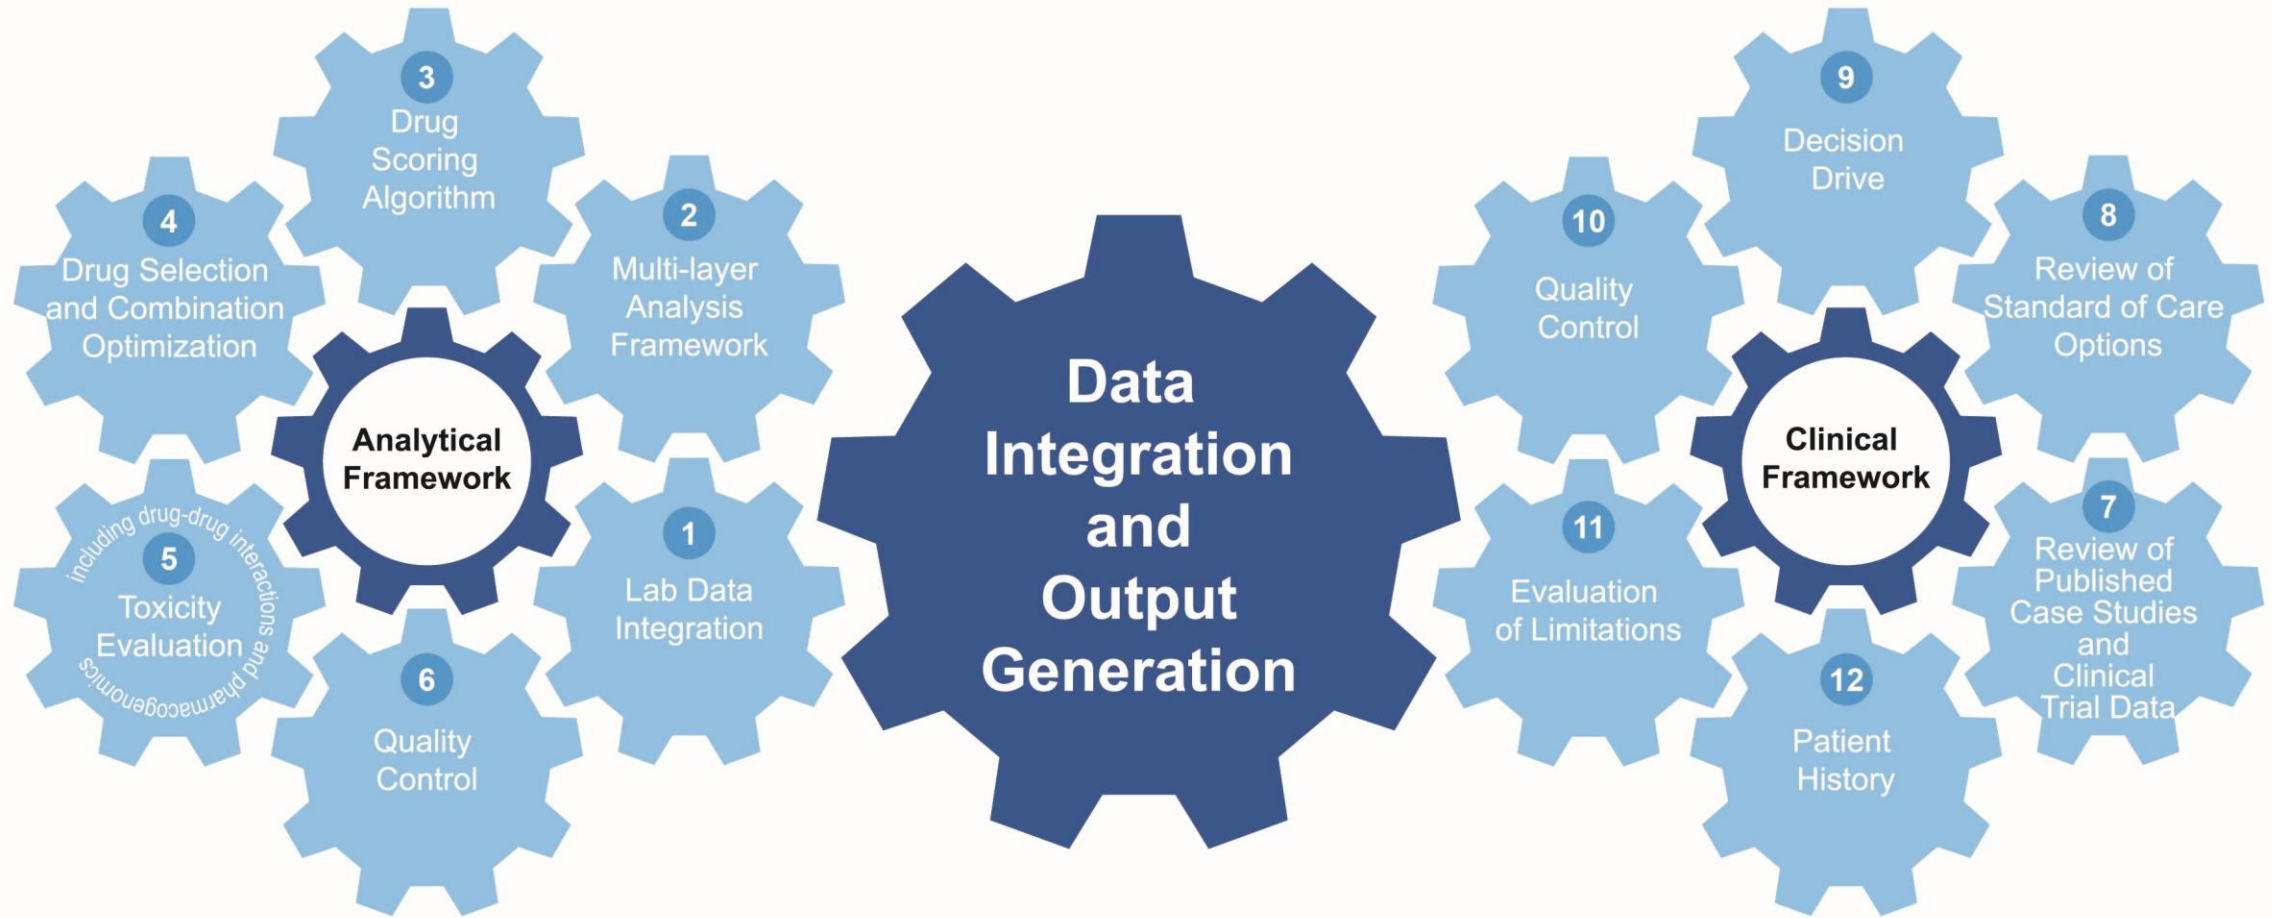 3
Drug
Scoring
Algorithm
4
Drug Selection
and Combination
Optimization
2
Multi-layer
Analysis
Framework
Analytical
Framework
5
including drug-drug interactions and pharmacogenomics
Toxicity
Evaluation
1
Lab Data
Integration
6
Quality
Control
Data
Integration
and
Output
Generation
9
Decision
Drive
10
Quality
Control
8
Review of
Standard of Care
Options
Clinical
Framework
11
Evaluation
of Limitations
7
Review of
Published
Case Studies
and
Clinical
Trial Data
12
Patient
History